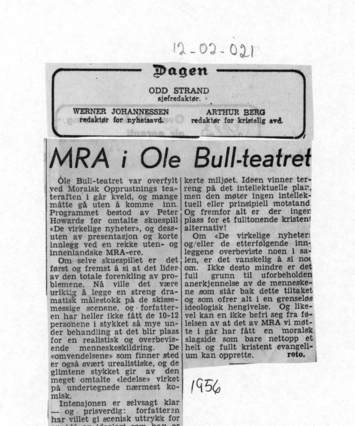 12-02-021
Dagen
ODD STRAND
sjefredaktør.
WERNER JOHANNESSEN
redaktør for nyhetsavd.
ARTHUR BERG
redaktør for kristelig avd.
MRA i Ole Bull-teatret
Ole Bull-teatret var overfylt
ved Moralsk Opprustnings tea-
teraften i går kveld, og mange
måtte gå uten å komme inn.
Programmet bestod av Peter
Howards før omtalte skuespill
«De virkelige nyheter», og dess-
uten av presentasjon og korte
innlegg ved en rekke uten- og
innenlandske MRA-ere.
Om selve skuespillet er det
først og fremst å si at det lider
av den totale forenkling av pro-
blemene. Nå ville det være
uriktig å legge en streng dra-
matisk målestokk på de skisse-
messige scenene, og forfatter-
en har heller ikke fått de 10-12
personene i stykket så mye un-
der behandling at det blir plass
for en realistisk og overbevis-
ende menneskeskildring. De
«omvendelsene» som finner sted
er også svært urealistiske, og de
glimtene stykket gir av den
meget omtalte «ledelse» virket
på undertegnede nærmest ko-
misk.
Intensjonen er selvsagt klar
— og prisverdig: forfatteren
har villet gi scenisk uttrykk for
kerte miljøet. Ideen vinner ter-
reng på det intellektuelle plan,
men den møter ingen intellek-
tuell eller prinsipiell motstand.
Og fremfor alt er der ingen
plass for et fulltonende kristent
alternativ!
Om «De virkelige nyheter»
og/eller de etterfølgende inn-
leggene overbeviste noen i sa-
len, er det vanskelig å si noe
om. Ikke desto mindre er det
full grunn til uforbeholden
anerkjennelse av de menneske-
ne som står bak dette tiltaket
og som ofrer alt i en grenseløs
ideologisk hengivelse. Og like-
vel kan en ikke befri seg fra fø-
lelsen av at det av MRA vi møt-
te i går har fått en moralsk
slagside som bare nettopp et
helt og fullt kristent evangeli-
um kan opprette.
roto.
1956